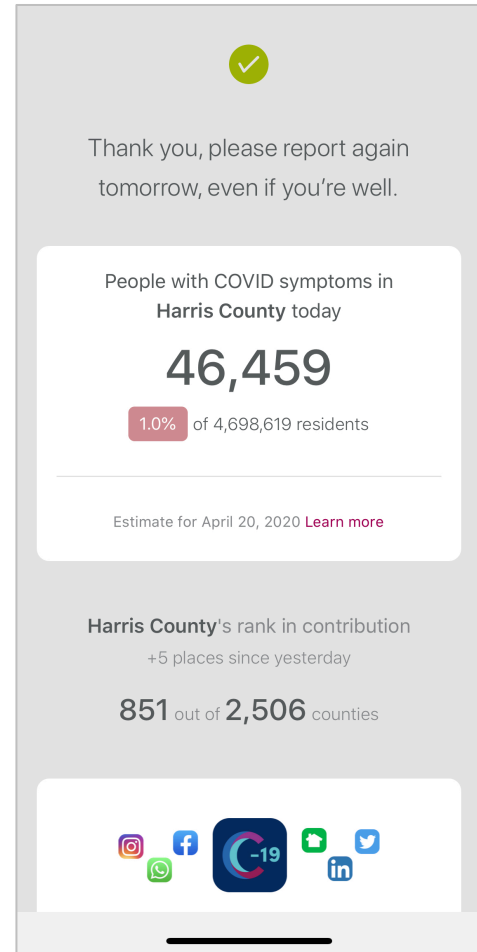 Thank you, please report again
tomorrow, even if you're well.
People with COVID symptoms in
Harris County today
46,459
1.0% of 4,698,619 residents
Estimate for April 20, 2020 Learn more
Harris County's rank in contribution
+5 places since yesterday
851 out of 2,506 counties
C-19
in